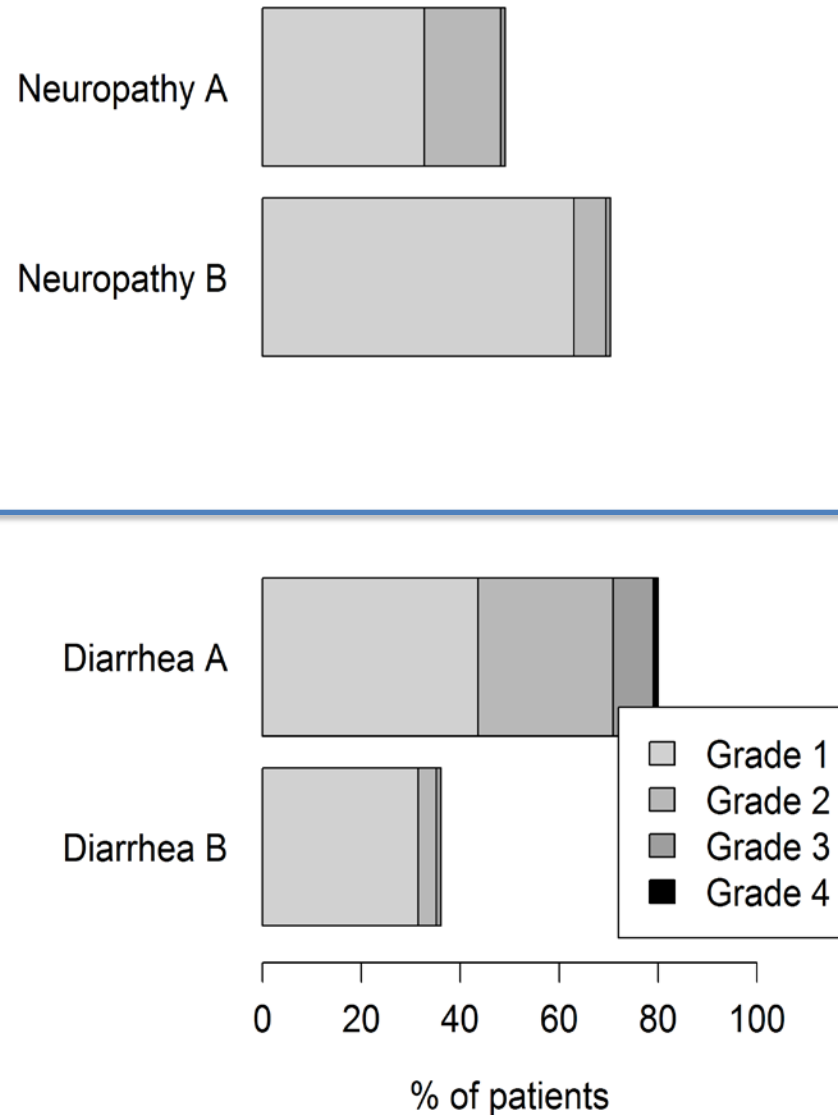 Neuropathy A
Neuropathy B
Diarrhea A
Diarrhea B
Grade 1
Grade 2
Grade 3
Grade 4
0 20 40 60 80 100
% of patients